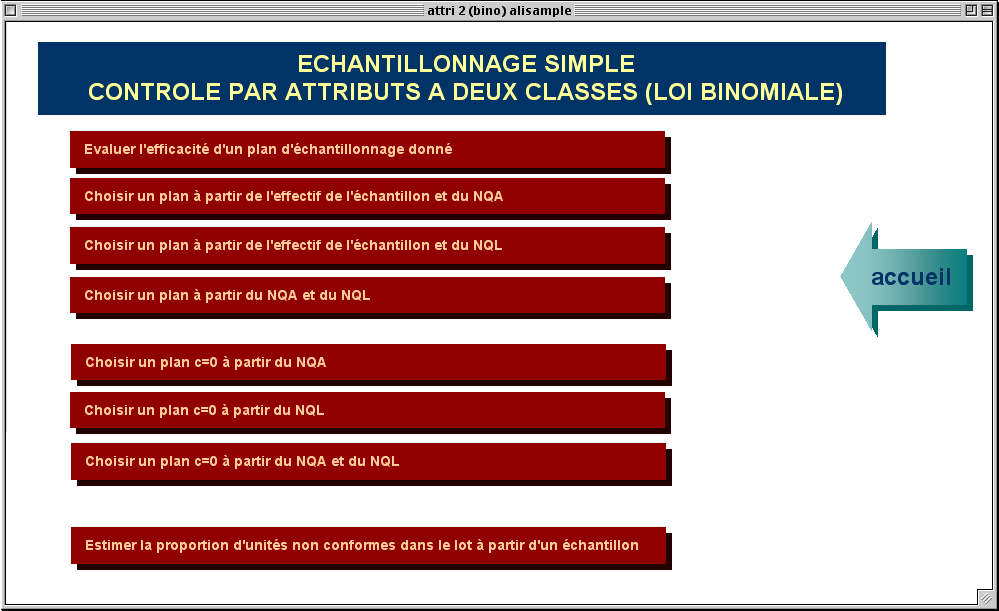 attri 2 (bino) alisample
ECHANTILLONNAGE SIMPLE
CONTROLE PAR ATTRIBUTS A DEUX CLASSES (LOI BINOMIALE)
Evaluer l'efficacité d'un plan d'échantillonnage donné
Choisir un plan à partir de l'effectif de l'échantillon et du NQA
Choisir un plan à partir de l'effectif de l'échantillon et du NQL
Choisir un plan à partir du NQA et du NQL
accueil
Choisir un plan c=0 à partir du NQA
Choisir un plan c=0 à partir du NQL
Choisir un plan c=0 à partir du NQA et du NQL
Estimer la proportion d'unités non conformes dans le lot à partir d'un échantillon